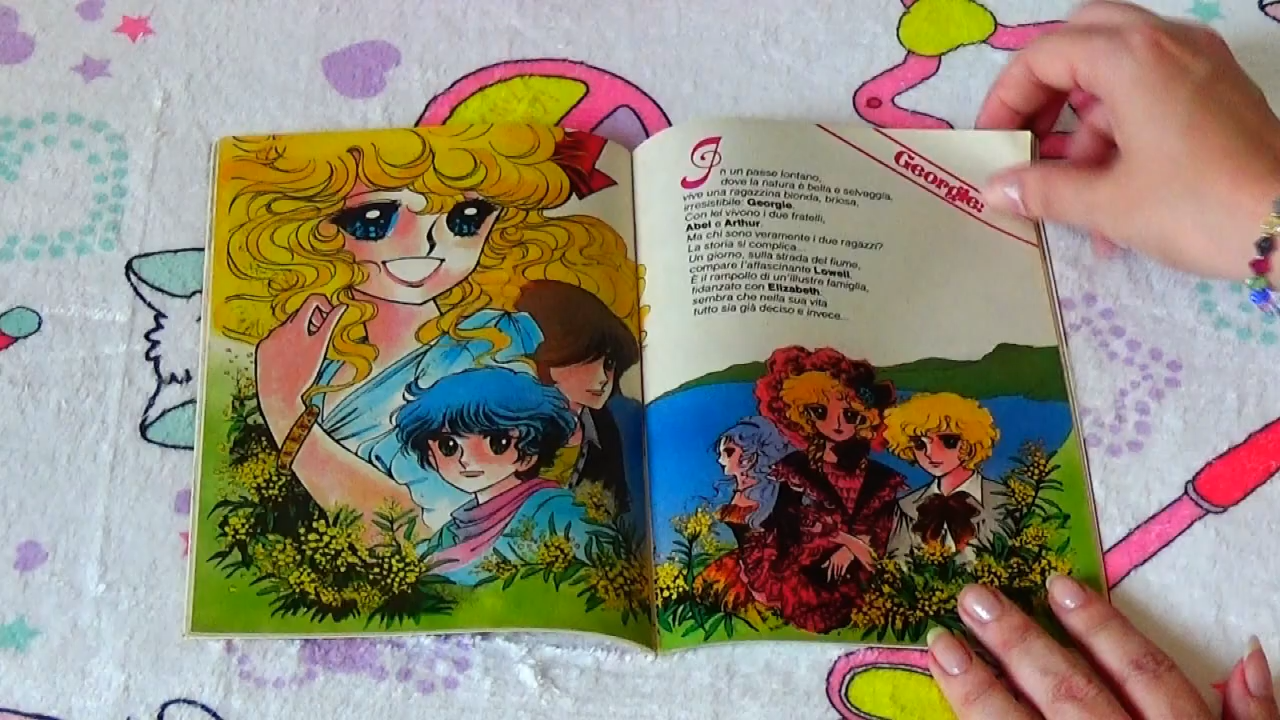 Georgie:
In un paese lontano,
dove la natura è bella e selvaggia,
vive una ragazzina bionda, briosa,
irresistibile: Georgie.
Con lei vivono i due fratelli,
Abel e Arthur.
Ma chi sono veramente i due ragazzi?
La storia si complica...
Un giorno, sulla strada del fiume,
compare l'affascinante Lowell.
È il rampollo di un'illustre famiglia,
fidanzato con Elizabeth:
sembra che nella sua vita
tutto sia già deciso e invece...